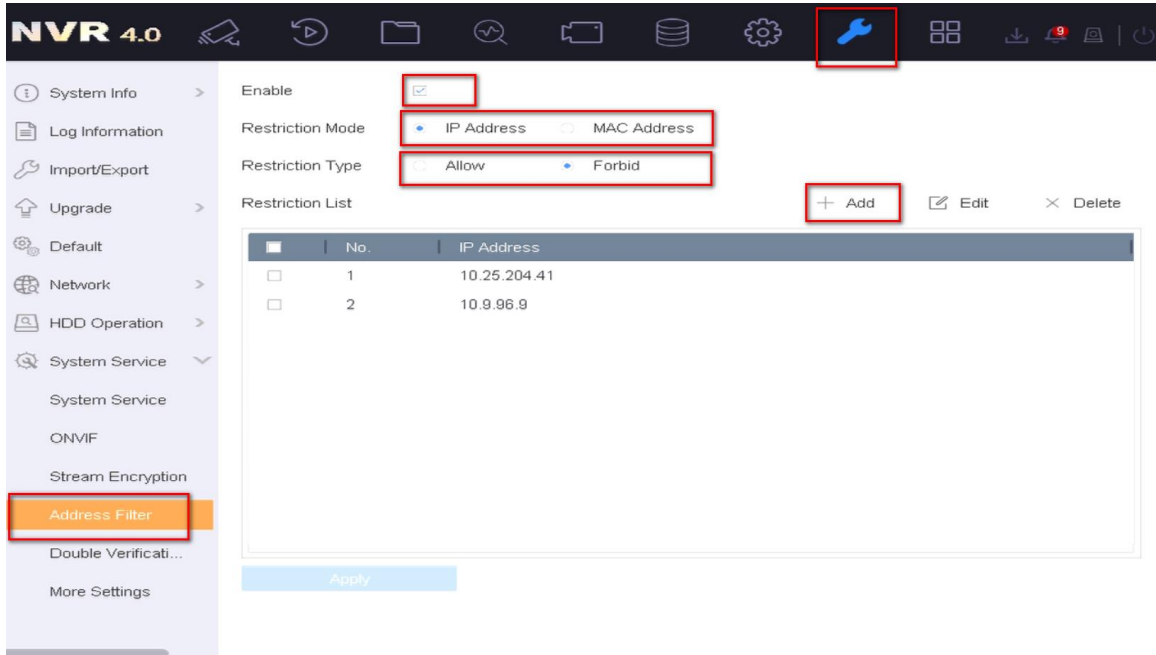 NVR 4.0
9
System Info
Log Information
Import/Export
Upgrade
Default
Network
HDD Operation
System Service
System Service
ONVIF
Stream Encryption
Address Filter
Double Verificati...
More Settings
Enable
Restriction Mode IP Address MAC Address
Restriction Type Allow Forbid
Restriction List Add Edit Delete
No. IP Address
1 10.25.204.41
2 10.9.96.9
Apply